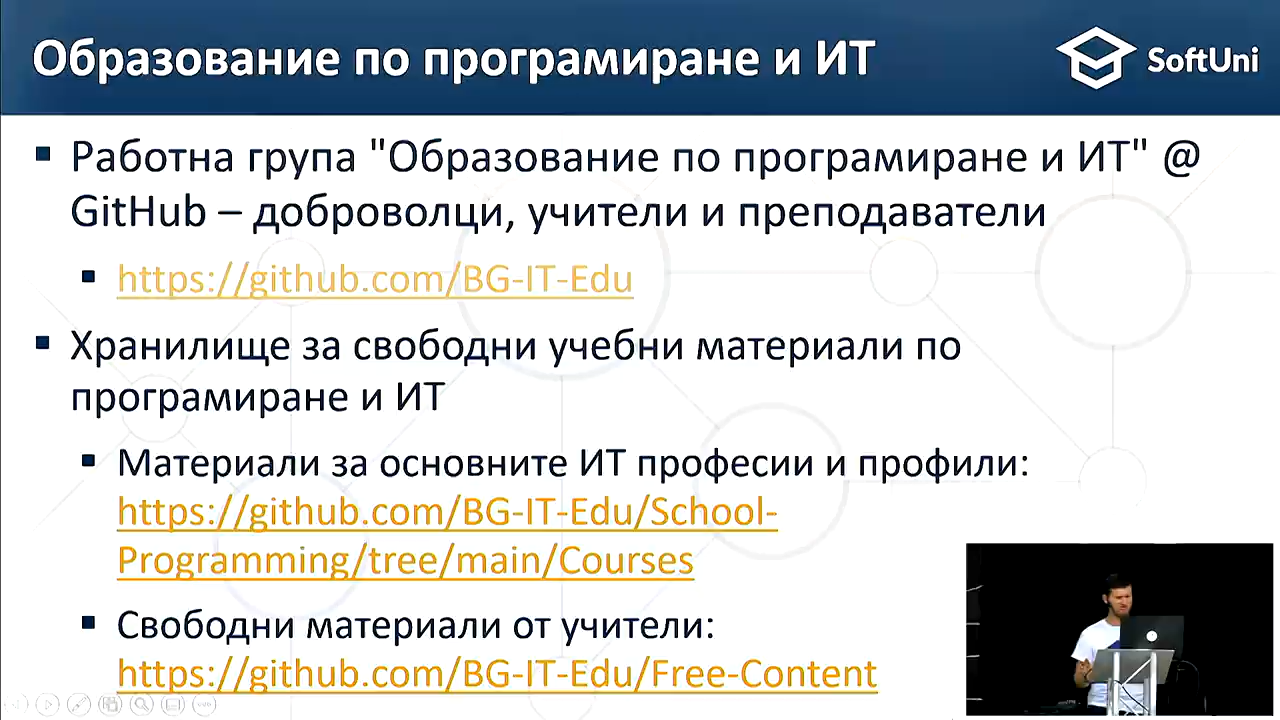 Образование по програмиране и ИТ
SoftUni
Работна група "Образование по програмиране и ИТ" @
GitHub – доброволци, учители и преподаватели
https://github.com/BG-IT-Edu
Хранилище за свободни учебни материали по
програмиране и ИТ
Материали за основните ИТ професии и профили:
https://github.com/BG-IT-Edu/School-
Programming/tree/main/Courses
Свободни материали от учители:
https://github.com/BG-IT-Edu/Free-Content